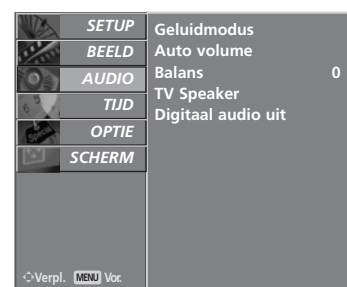 SETUP
BEELD
AUDIO
TIJD
OPTIE
SCHERM
Geluidmodus
Auto volume
Balans 0
TV Speaker
Digitaal audio uit
Verpl. MENU Vor.